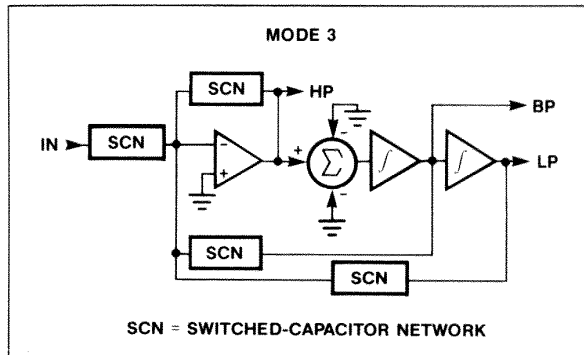 MODE 3
SCN
HP
IN
SCN
-
+
+
-
Σ
-
∫
∫
BP
LP
SCN
SCN
SCN = SWITCHED-CAPACITOR NETWORK